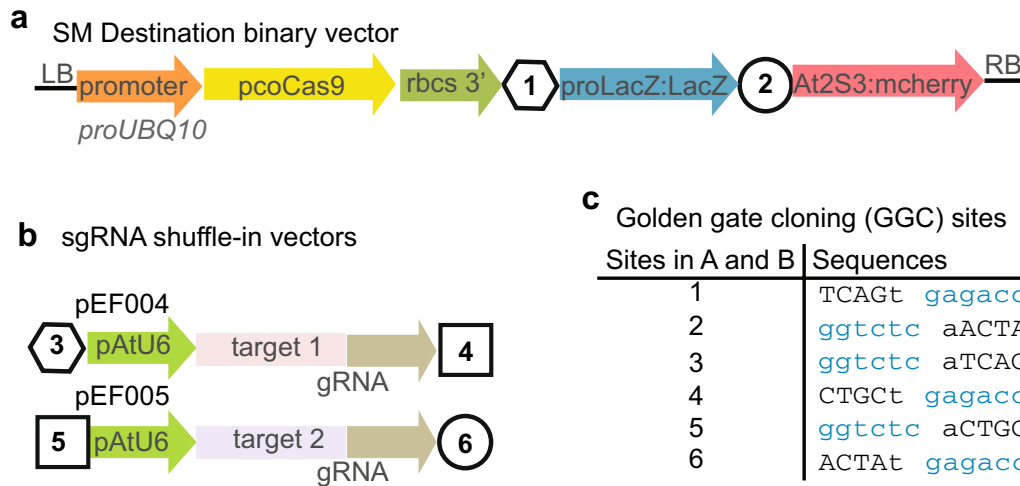 a
SM Destination binary vector
LB promoter pcoCas9 rbcs 3’ 1 proLacZ:LacZ 2 At2S3:mcherry RB
proUBQ10
b sgRNA shuffle-in vectors
pEF004
3 pAtU6 target 1 4
gRNA
pEF005
5 pAtU6 target 2 6
gRNA
c Golden gate cloning (GGC) sites
Sites in A and B Sequences
1 TCAGt gagacc
2 ggtctc aACTA
3 ggtctc aTCAG
4 CTGCt gagacc
5 ggtctc aCTGC
6 ACTAt gagacc